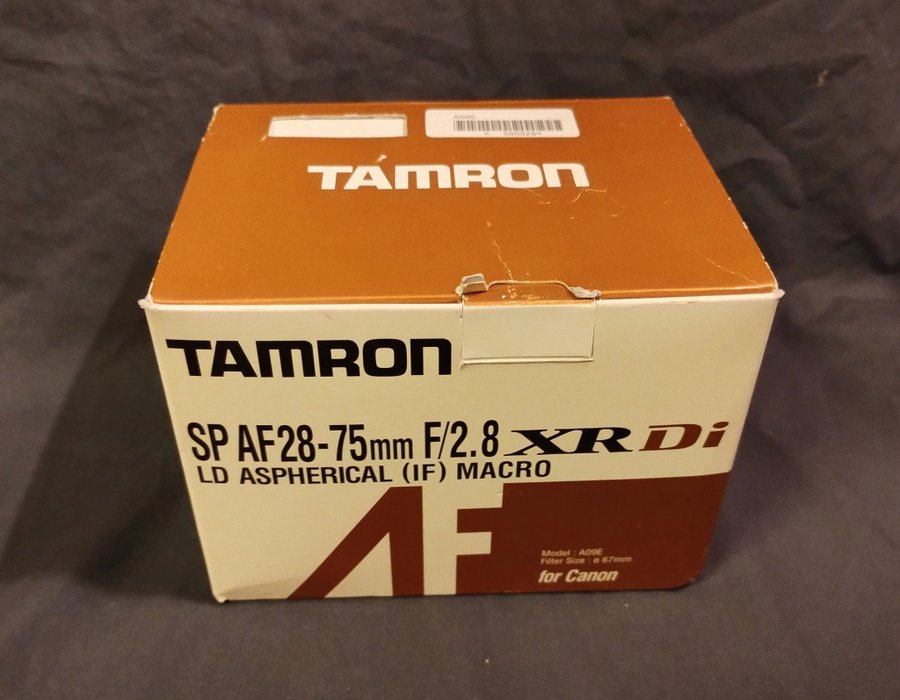 A09E
* 590928*
TAMRON
TAMRON
SP AF28-75mm F/2.8 XR Di
LD ASPHERICAL (IF) MACRO
AF
Model : A09E
Filter Size : ø 67mm
for Canon